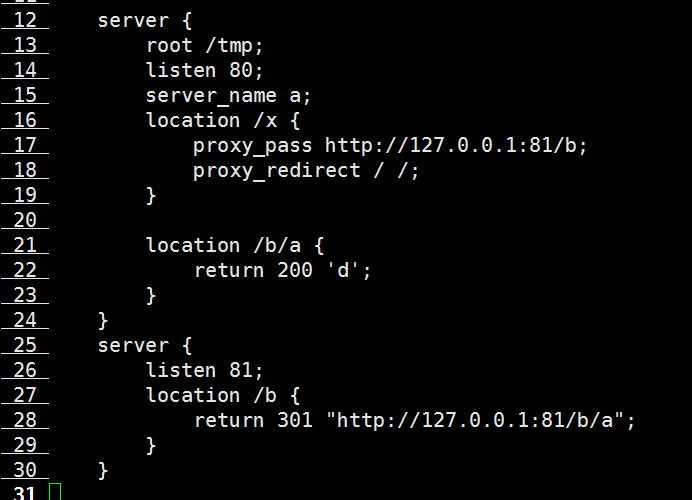 12 server {
13 root /tmp;
14 listen 80;
15 server_name a;
16 location /x {
17 proxy_pass http://127.0.0.1:81/b;
18 proxy_redirect / /;
19 }
20
21 location /b/a {
22 return 200 'd';
23 }
24 }
25 server {
26 listen 81;
27 location /b {
28 return 301 "http://127.0.0.1:81/b/a";
29 }
30 }
31